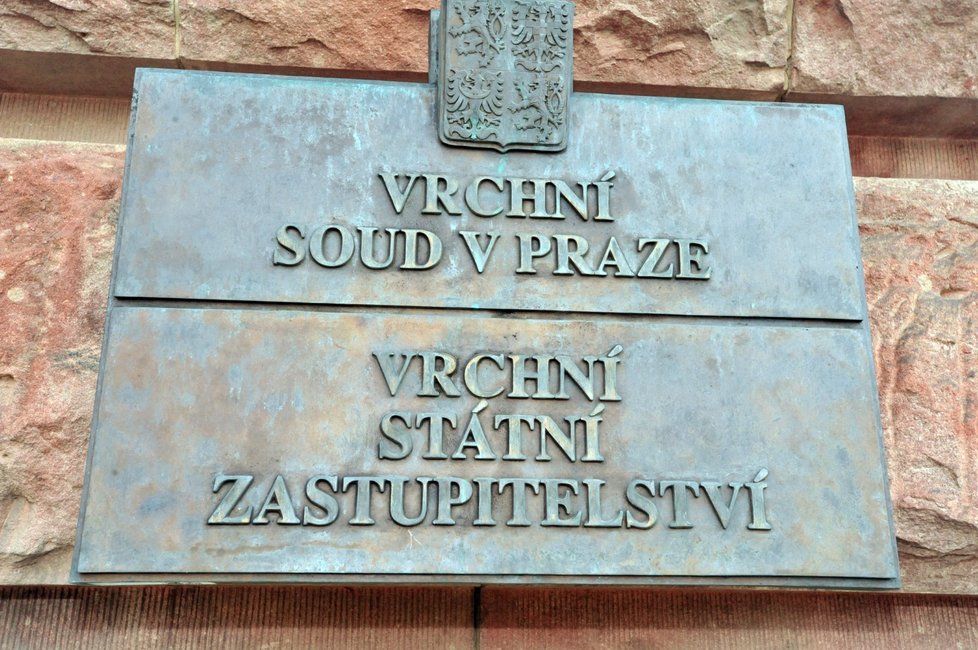 VRCHNÍ
SOUD V PRAZE
VRCHNÍ
STÁTNÍ
ZASTUPITELSTVÍ